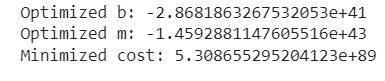 Optimized b: -2.8681863267532053e+41
Optimized m: -1.4592881147605516e+43
Minimized cost: 5.308655295204123e+89